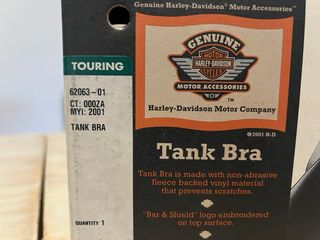 Genuine Harley-Davidson® Motor Accessories™
TOURING
62063-01
CT: 000ZA
MYI: 2001
TANK BRA
QUANTITY 1
GENUINE
MOTOR
HARLEY-DAVIDSON
CYCLES
MOTOR ACCESSORIES
™
Harley-Davidson Motor Company
©2001 H-D
Tank Bra
Tank Bra is made with non-abrasive
fleece backed vinyl material
that prevents scratches.
"Bar & Shield" logo embroidered
on top surface.